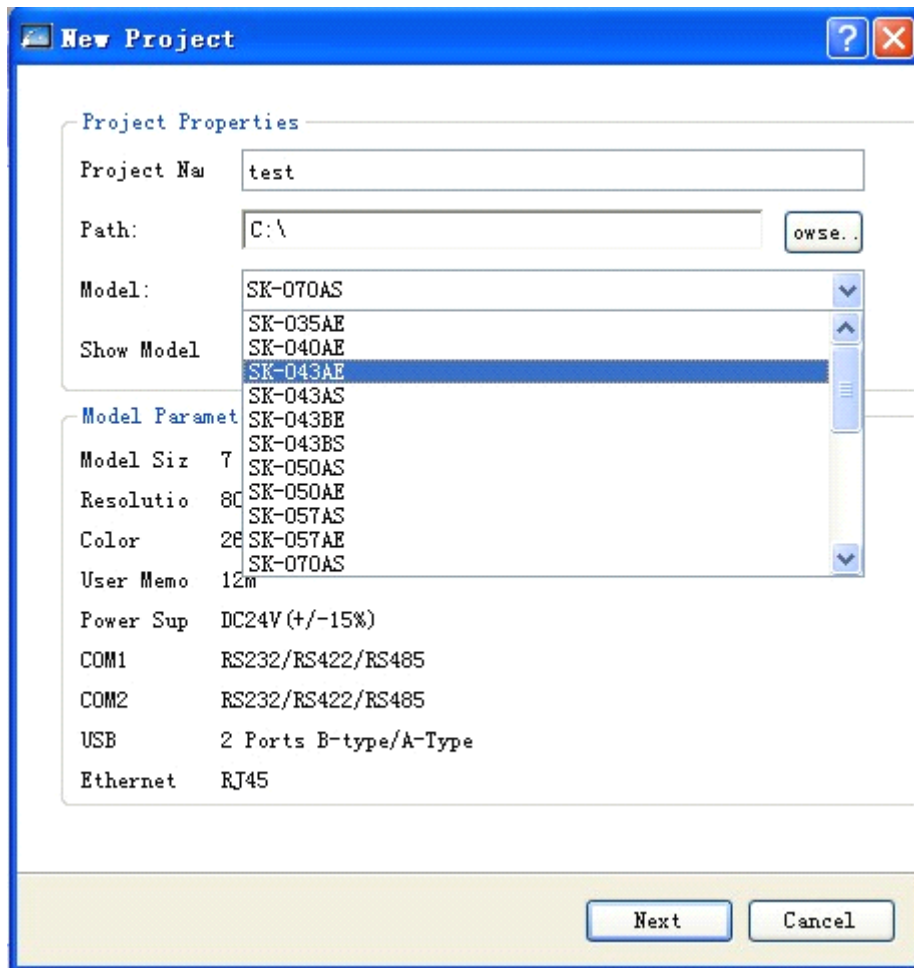 New Project
Project Properties
Project Na
test
Path:
C:\
owse..
Model:
SK-070AS
Show Model
SK-035AE
SK-040AE
SK-043AE
SK-043AS
SK-043BE
SK-043BS
SK-050AS
SK-050AE
SK-057AS
SK-057AE
SK-070AS
Model Paramet
Model Siz 7
Resolutio 80
Color 26
User Memo 12m
Power Sup DC24V(+/-15%)
COM1 RS232/RS422/RS485
COM2 RS232/RS422/RS485
USB 2 Ports B-type/A-Type
Ethernet RJ45
Next
Cancel